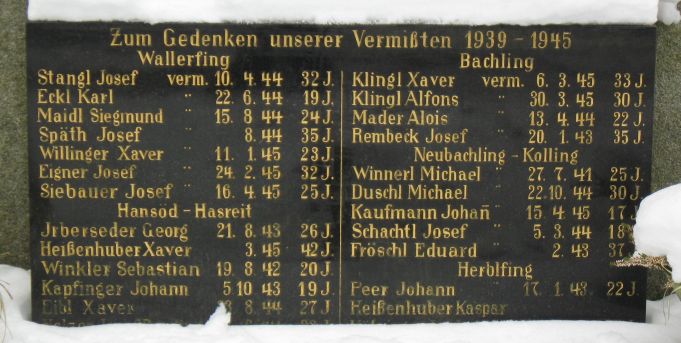 Zum Gedenken unserer Vermißten 1939 - 1945
Wallerfing
Stangl Josef verm. 10. 4. 44 32 J.
Eckl Karl " 22. 6. 44 19 J.
Maidl Siegmund " 15. 8 44 24 J.
Späth Josef " 8. 44 35 J.
Willinger Xaver " 11. 1. 45 23 J.
Eigner Josef " 24. 2. 45 32 J.
Siebauer Josef " 16. 4. 45 25 J.
Hansöd - Hasreit
Jrberseder Georg 21. 8. 43 26 J.
Heißenhuber Xaver 3. 45 42 J.
Winkler Sebastian 19. 8. 42 20 J.
Kapfinger Johann 5 10 43 19 J.
Eibl Xaver 8. 44 27 J
Bachling
Klingl Xaver verm. 6. 3. 45 33 J.
Klingl Alfons " 30. 3. 45 30 J.
Mader Alois " 13. 4. 44 22 J.
Rembeck Josef " 20. 1. 43 35 J.
Neubachling - Kolling
Winnerl Michael " 27. 7. 41 25 J.
Duschl Michael " 22. 10. 44 30 J.
Kaufmann Johan̄ " 15. 4. 45 17 J
Schachtl Josef " 5. 3. 44
Fröschl Eduard " 2. 43
Herblfing
Peer Johann " 17. 1. 43. 22 J.
Heißenhuber Kaspar